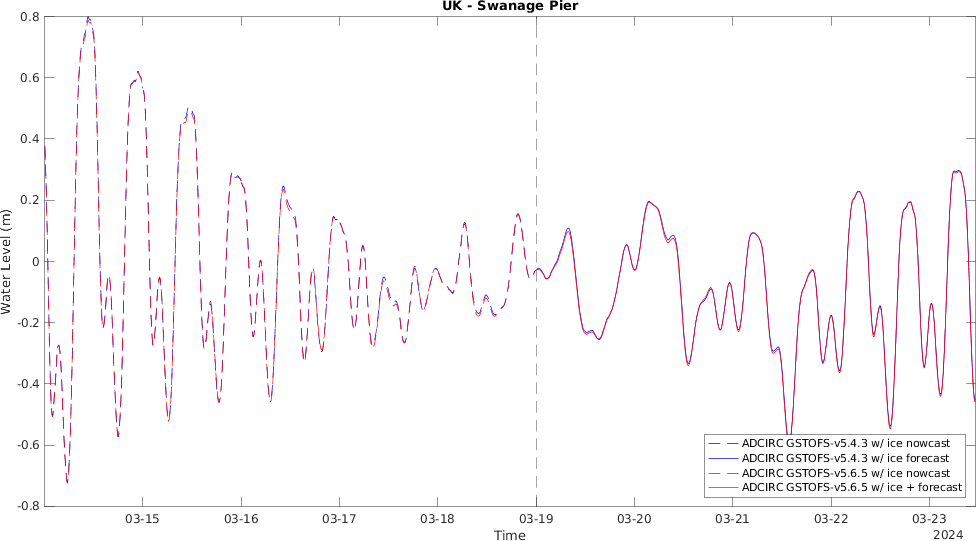 UK - Swanage Pier
0.8
0.6
0.4
0.2
0
-0.2
-0.4
-0.6
-0.8
Water Level (m)
03-15
03-16
03-17
03-18
03-19
03-20
03-21
03-22
03-23
Time
2024
ADCIRC GSTOFS-v5.4.3 w/ ice nowcast
ADCIRC GSTOFS-v5.4.3 w/ ice forecast
ADCIRC GSTOFS-v5.6.5 w/ ice nowcast
ADCIRC GSTOFS-v5.6.5 w/ ice + forecast